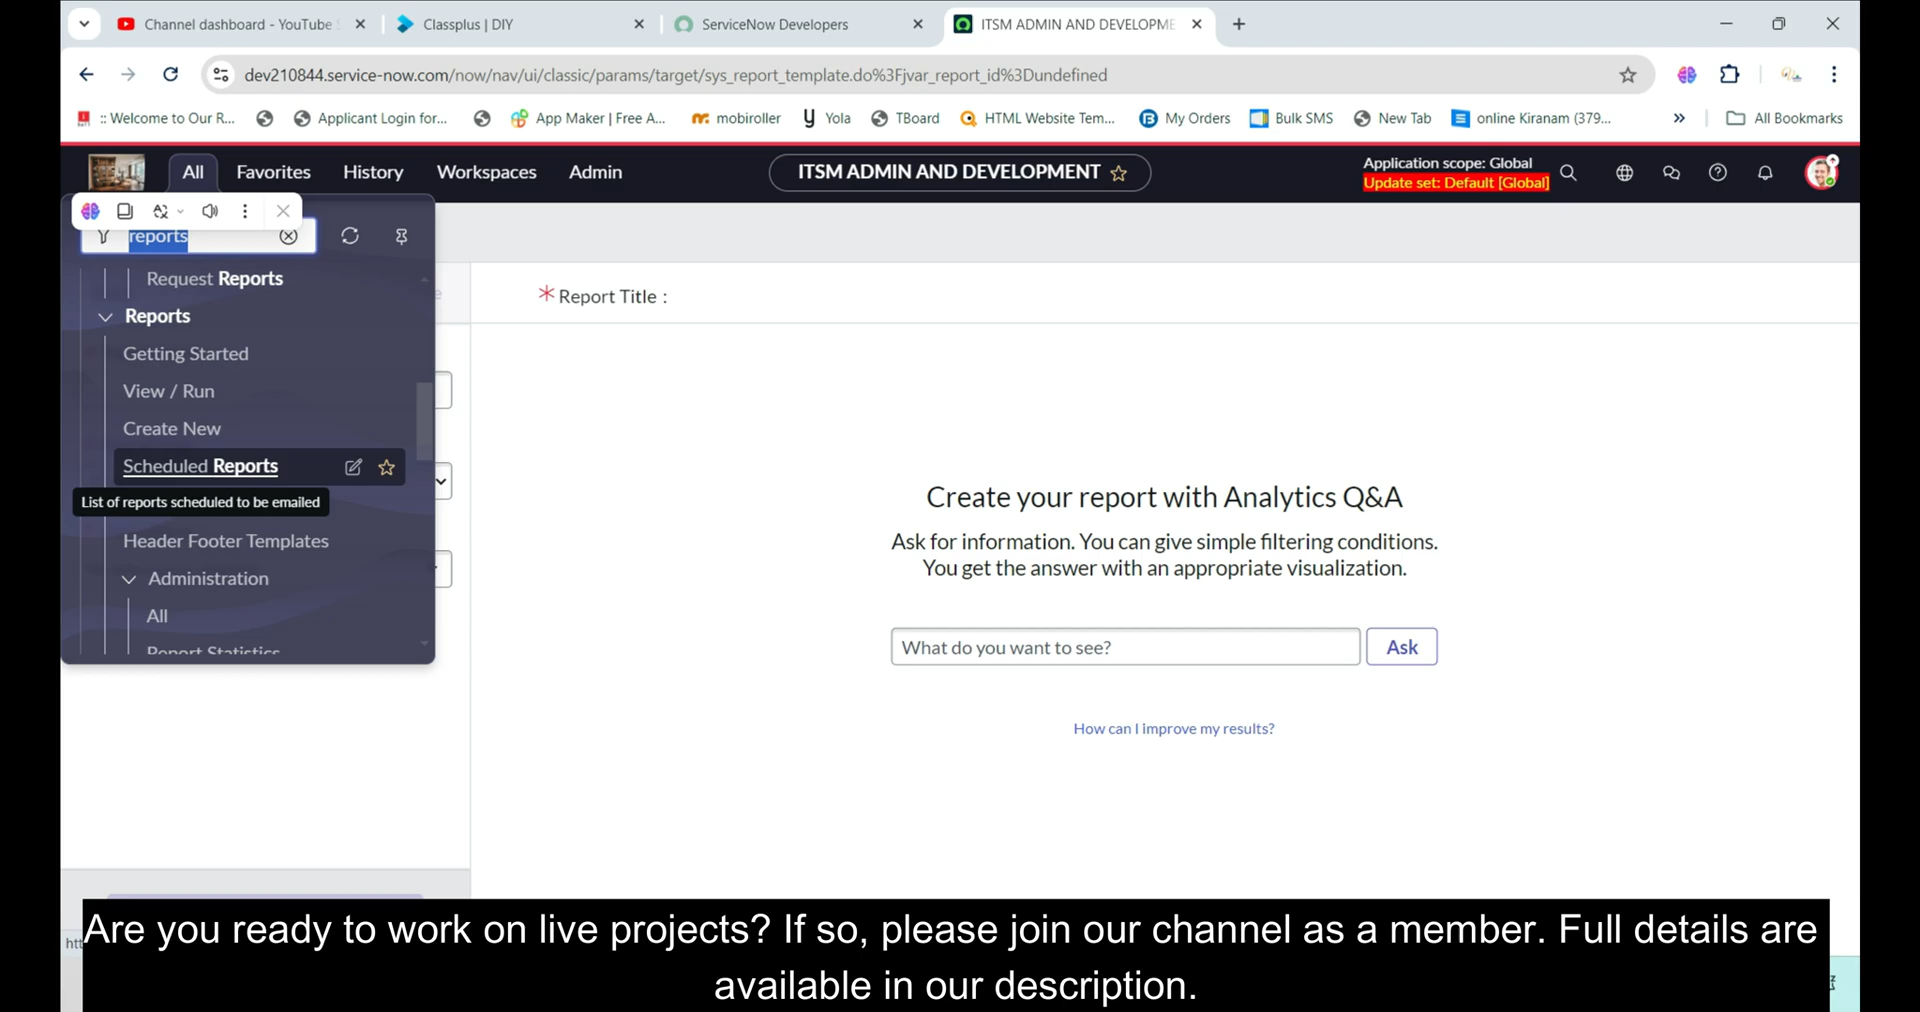 Channel dashboard - YouTube S
Classplus | DIY
ServiceNow Developers
ITSM ADMIN AND DEVELOPME
dev210844.service-now.com/now/nav/ui/classic/params/target/sys_report_template.do%3Fjvar_report_id%3Dundefined
:: Welcome to Our R...
Applicant Login for...
App Maker | Free A...
mobiroller
Yola
TBoard
HTML Website Tem...
My Orders
Bulk SMS
New Tab
online Kiranam (379...
All Bookmarks
All
Favorites
History
Workspaces
Admin
ITSM ADMIN AND DEVELOPMENT
Application scope: Global
Update set: Default [Global]
reports
Request Reports
Reports
Getting Started
View / Run
Create New
Scheduled Reports
List of reports scheduled to be emailed
Header Footer Templates
Administration
All
Report Statistics
* Report Title :
Create your report with Analytics Q&A
Ask for information. You can give simple filtering conditions.
You get the answer with an appropriate visualization.
What do you want to see?
Ask
How can I improve my results?
Are you ready to work on live projects? If so, please join our channel as a member. Full details are
available in our description.